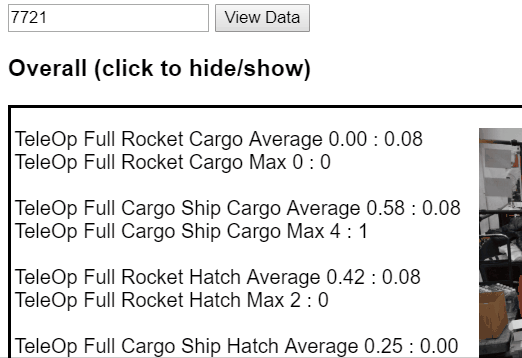 7721 View Data
Overall (click to hide/show)
TeleOp Full Rocket Cargo Average 0.00 : 0.08
TeleOp Full Rocket Cargo Max 0 : 0
TeleOp Full Cargo Ship Cargo Average 0.58 : 0.08
TeleOp Full Cargo Ship Cargo Max 4 : 1
TeleOp Full Rocket Hatch Average 0.42 : 0.08
TeleOp Full Rocket Hatch Max 2 : 0
TeleOp Full Cargo Ship Hatch Average 0.25 : 0.00